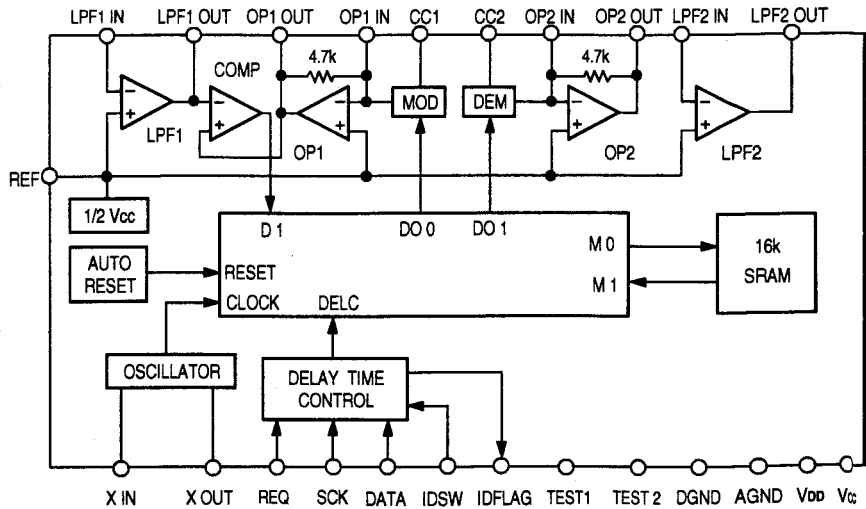 LPF1 IN LPF1 OUT OP1 OUT OP1 IN CC1 CC2 OP2 IN OP2 OUT LPF2 IN LPF2 OUT
4.7k 4.7k
COMP
MOD DEM
LPF1 OP1 OP2 LPF2
REF
1/2 Vcc
D1 DO 0 DO 1
M 0
16k
SRAM
AUTO
RESET
RESET
M 1
CLOCK DELC
OSCILLATOR
DELAY TIME
CONTROL
X IN X OUT REQ SCK DATA IDSW IDFLAG TEST1 TEST 2 DGND AGND VDD Vcc